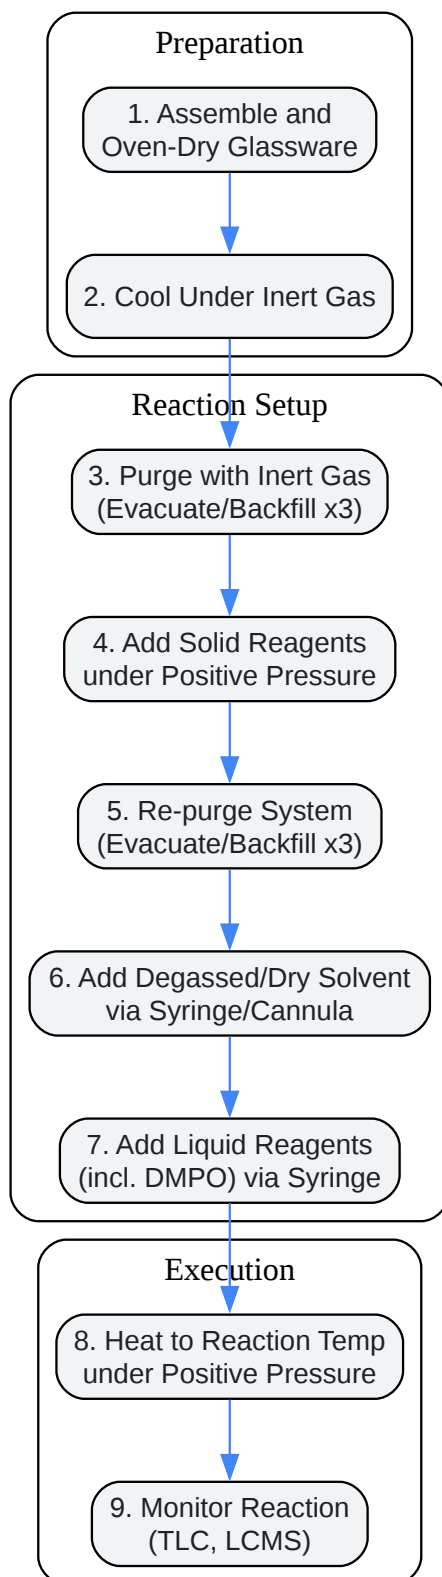 Preparation
1. Assemble and
Oven-Dry Glassware
2. Cool Under Inert Gas
Reaction Setup
3. Purge with Inert Gas
(Evacuate/Backfill x3)
4. Add Solid Reagents
under Positive Pressure
5. Re-purge System
(Evacuate/Backfill x3)
6. Add Degassed/Dry Solvent
via Syringe/Cannula
7. Add Liquid Reagents
(incl. DMPO) via Syringe
Execution
8. Heat to Reaction Temp
under Positive Pressure
9. Monitor Reaction
(TLC, LCMS)